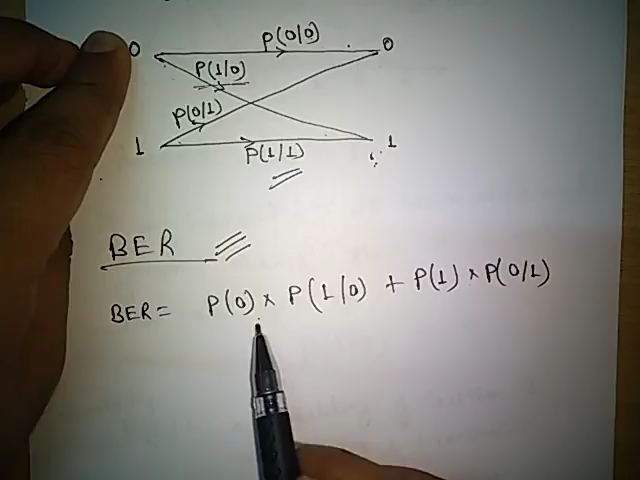 0 P(0/0) 0
P(1/0)
P(0/1)
1 P(1/1) 1
BER
BER = P(0) × P(1/0) + P(1) × P(0/1)